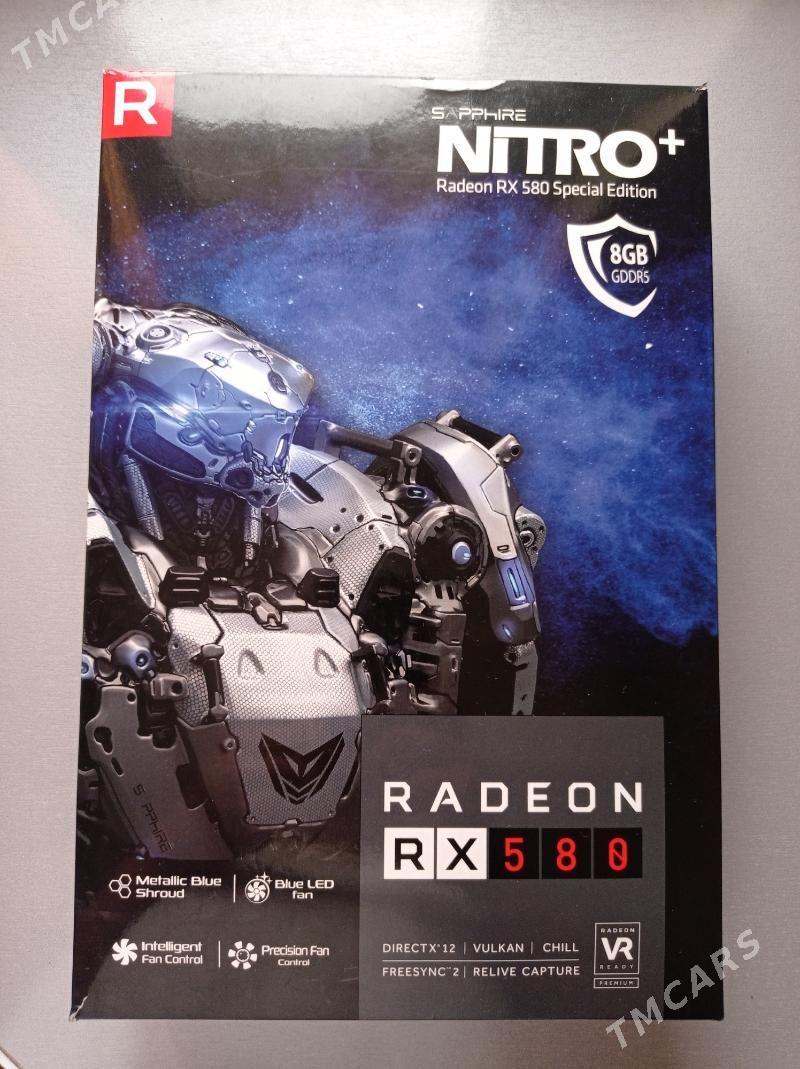 TMCARS
R
SAPPHIRE
NiTRO+
Radeon RX 580 Special Edition
8GB
GDDR5
SAPPHIRE
RADEON
RX 580
Metallic Blue
Shroud
Blue LED
fan
Intelligent
Fan Control
Precision Fan
Control
DIRECTX®12 | VULKAN | CHILL
FREESYNC™2 | RELIVE CAPTURE
RADEON
VR
READY
PREMIUM
TMCARS